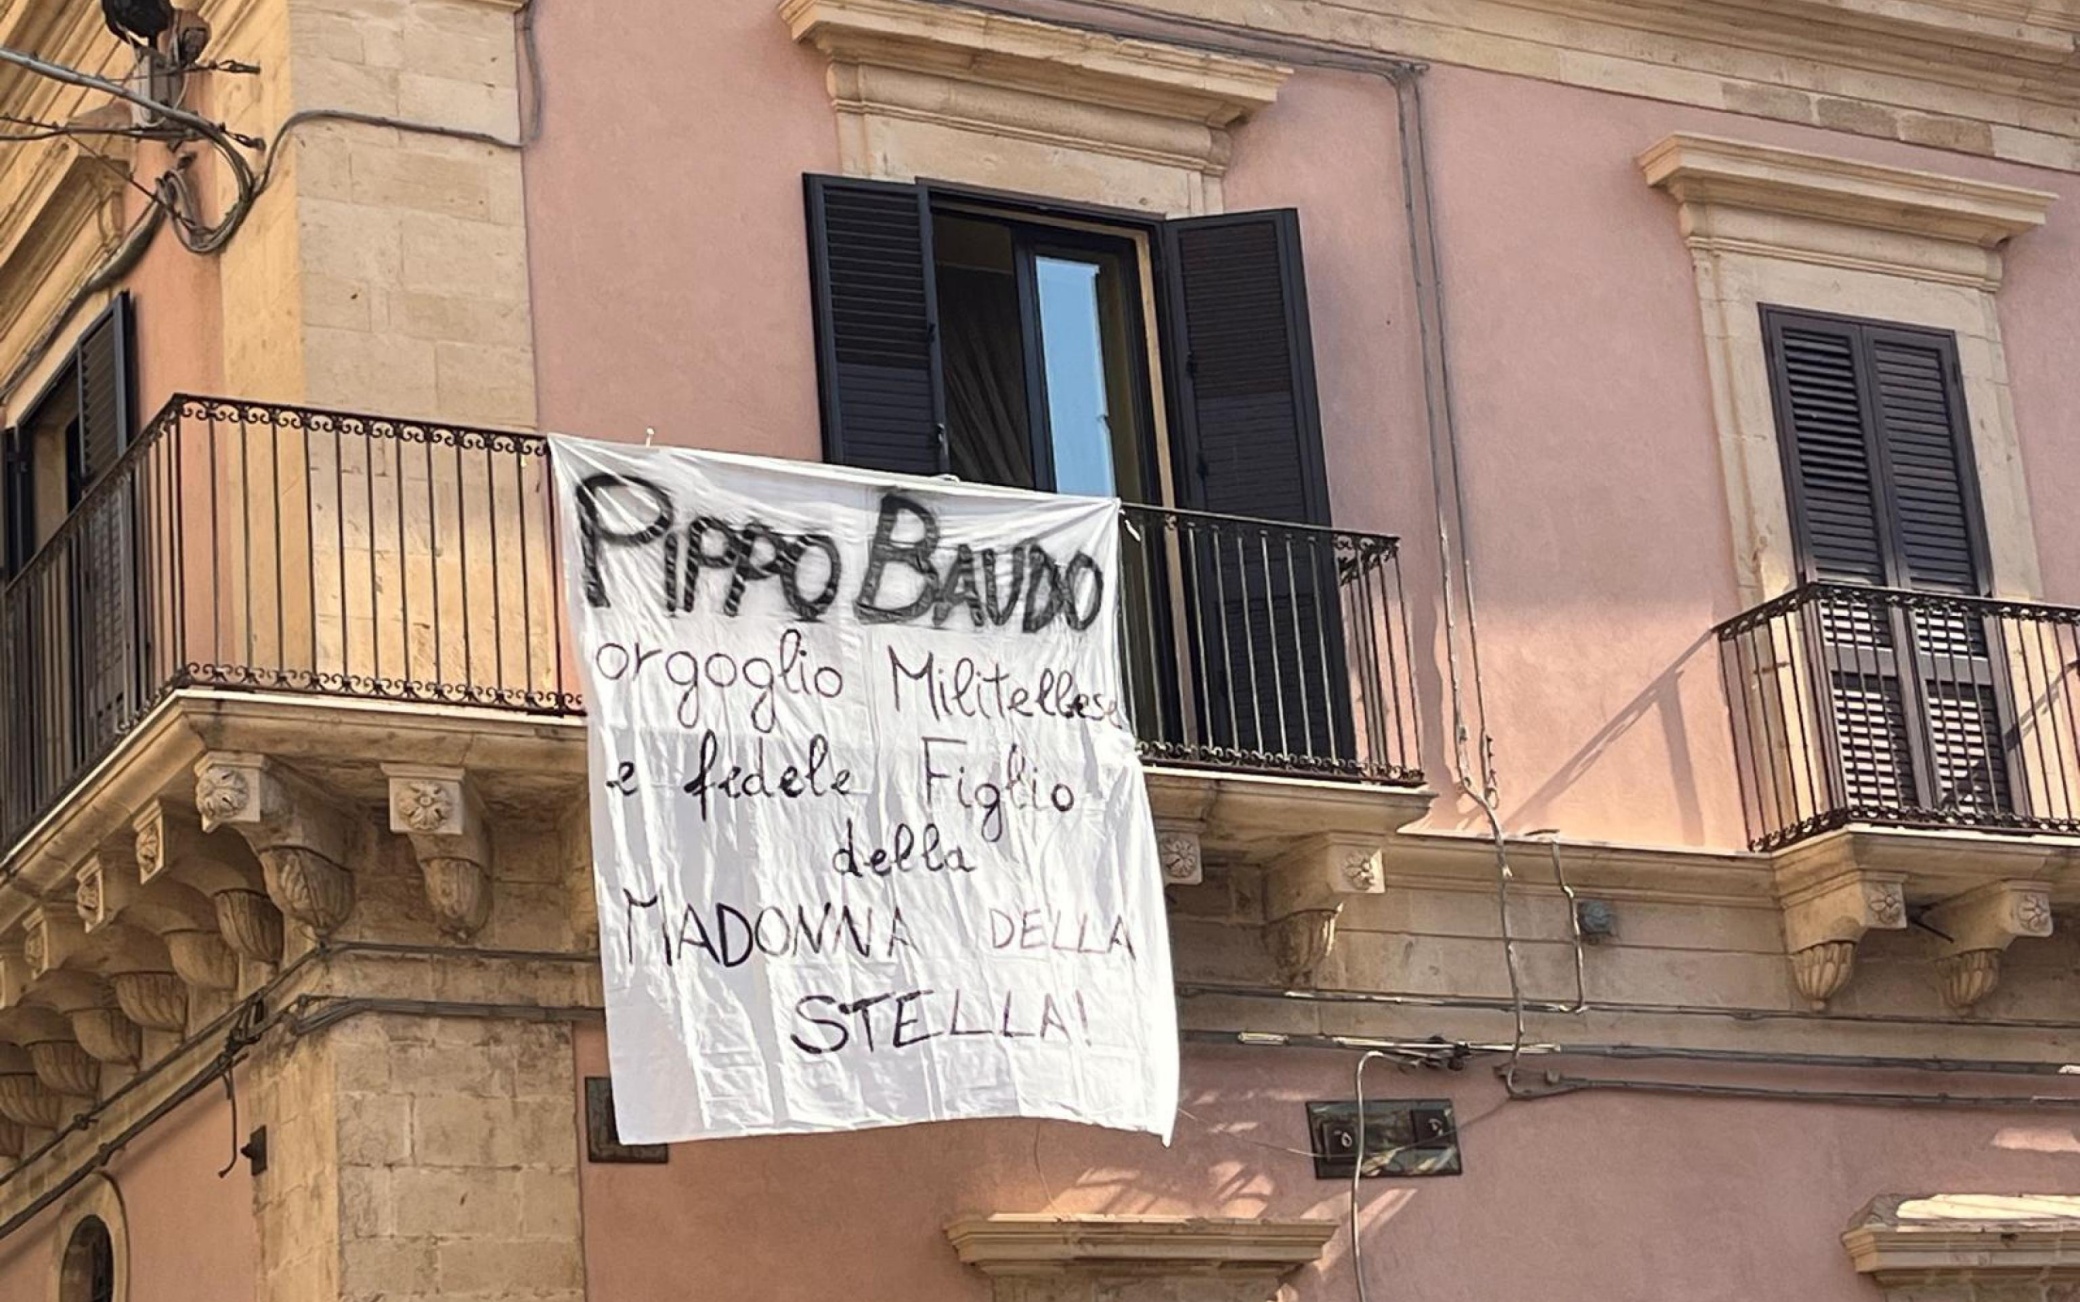 PIPPO BAUDO
orgoglio Militellese
e fedele Figlio
della
MADONNA DELLA
STELLA!